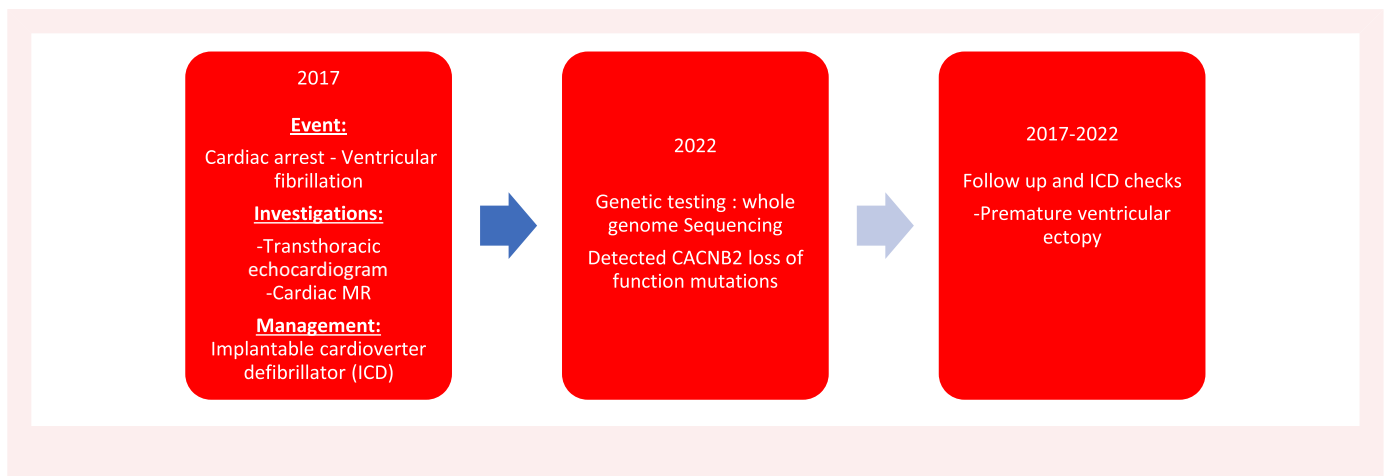 2017
Event:
Cardiac arrest - Ventricular
fibrillation
Investigations:
-Transthoracic
echocardiogram
-Cardiac MR
Management:
Implantable cardioverter
defibrillator (ICD)
2022
Genetic testing : whole
genome Sequencing
Detected CACNB2 loss of
function mutations
2017-2022
Follow up and ICD checks
-Premature ventricular
ectopy